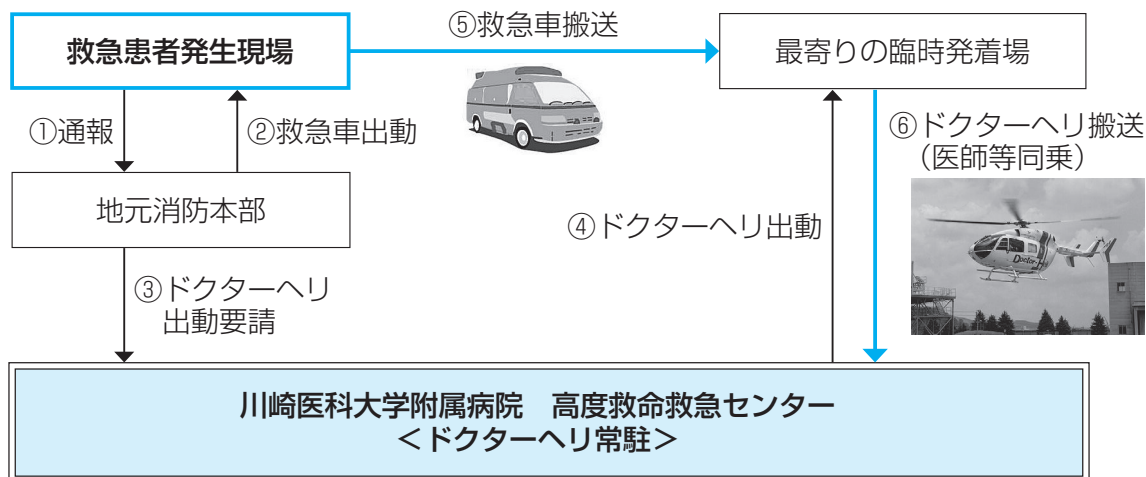 ⑤救急車搬送
救急患者発生現場
最寄りの臨時発着場
①通報
②救急車出動
⑥ドクターヘリ搬送
（医師等同乗）
地元消防本部
④ドクターヘリ出動
Doctor-Heli
③ドクターヘリ
出動要請
川崎医科大学附属病院　高度救命救急センター
＜ドクターヘリ常駐＞